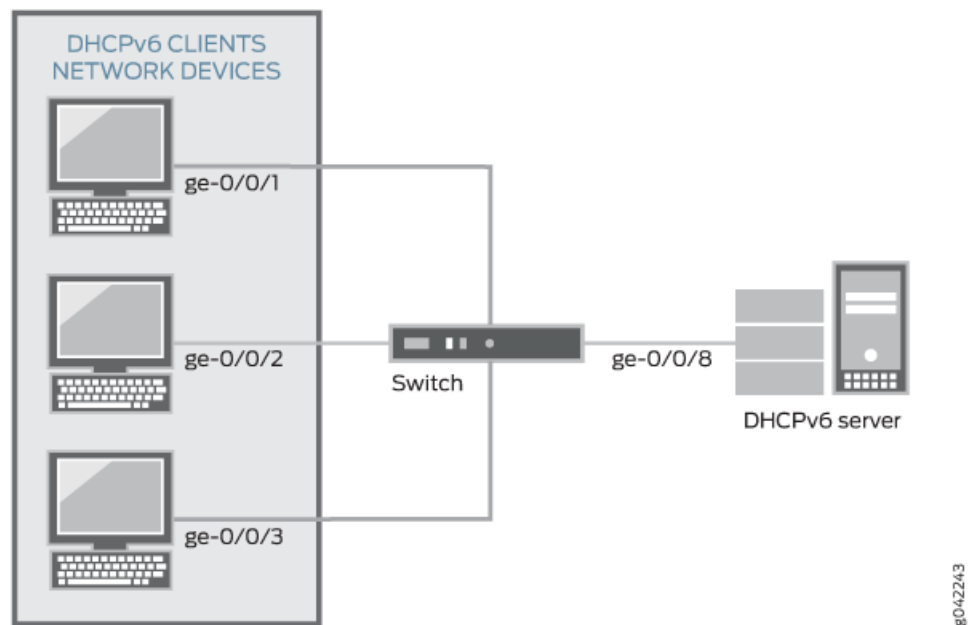 DHCPv6 CLIENTS
NETWORK DEVICES
ge-0/0/1
ge-0/0/2
ge-0/0/8
Switch
DHCPv6 server
ge-0/0/3
g042243